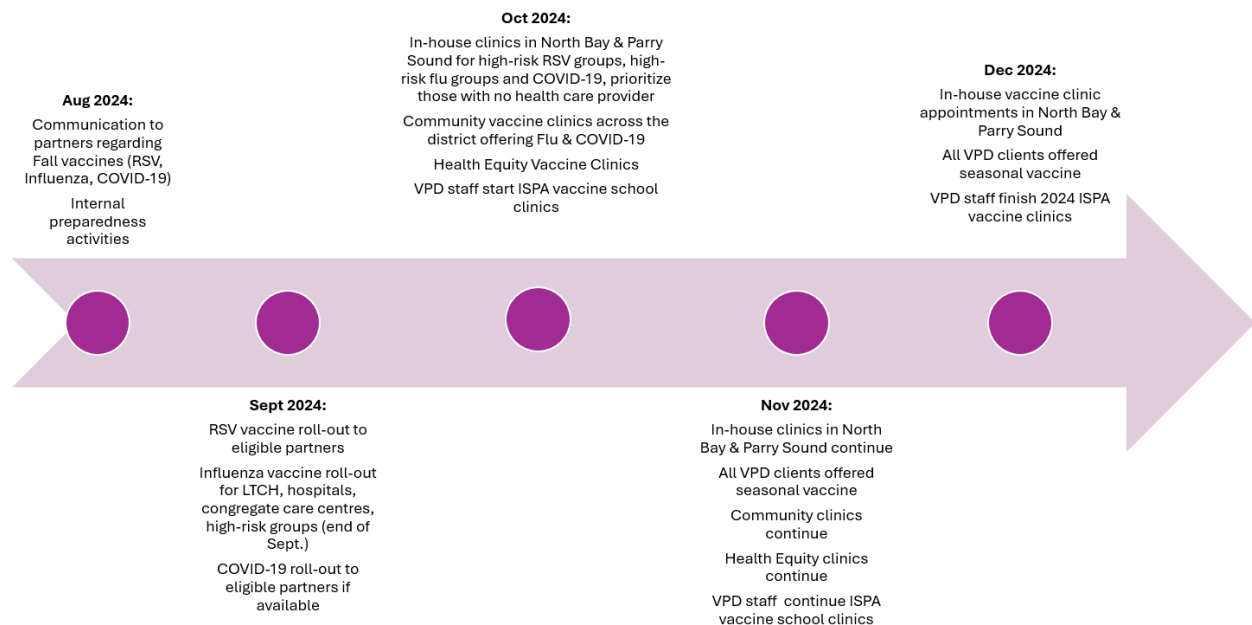 Aug 2024:
Communication to
partners regarding
Fall vaccines (RSV,
Influenza, COVID-19)
Internal
preparedness
activities
Sept 2024:
RSV vaccine roll-out to
eligible partners
Influenza vaccine roll-out
for LTCH, hospitals,
congregate care centres,
high-risk groups (end of
Sept.)
COVID-19 roll-out to
eligible partners if
available
Oct 2024:
In-house clinics in North Bay & Parry
Sound for high-risk RSV groups, high-
risk flu groups and COVID-19, prioritize
those with no health care provider
Community vaccine clinics across the
district offering Flu & COVID-19
Health Equity Vaccine Clinics
VPD staff start ISPA vaccine school
clinics
Nov 2024:
In-house clinics in North
Bay & Parry Sound continue
All VPD clients offered
seasonal vaccine
Community clinics
continue
Health Equity clinics
continue
VPD staff  continue ISPA
vaccine school clinics
Dec 2024:
In-house vaccine clinic
appointments in North Bay &
Parry Sound
All VPD clients offered
seasonal vaccine
VPD staff finish 2024 ISPA
vaccine clinics